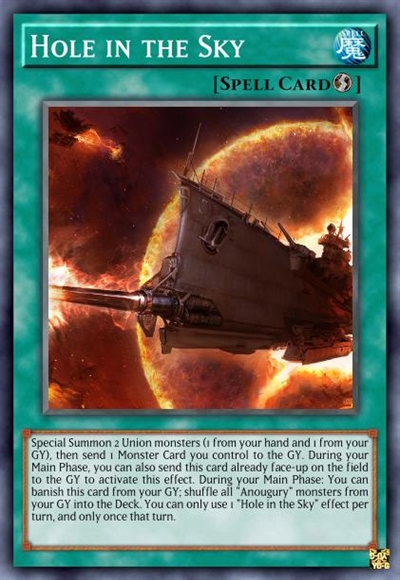 Hole in the Sky
SPELL
魔
[Spell Card]
Special Summon 2 Union monsters (1 from your hand and 1 from your
GY), then send 1 Monster Card you control to the GY. During your
Main Phase, you can also send this card already face-up on the field
to the GY to activate this effect. During your Main Phase: You can
banish this card from your GY; shuffle all "Anougury" monsters from
your GY into the Deck. You can only use 1 "Hole in the Sky" effect per
turn, and only once that turn.